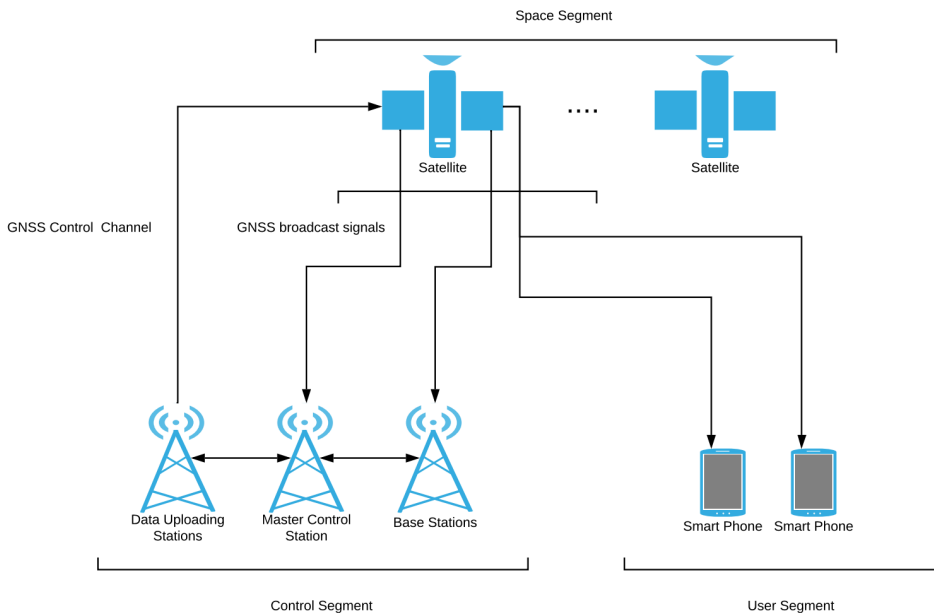 Space Segment
....
Satellite
Satellite
GNSS Control  Channel
GNSS broadcast signals
Data Uploading
Stations
Master Control
Station
Base Stations
Smart Phone
Smart Phone
Control Segment
User Segment